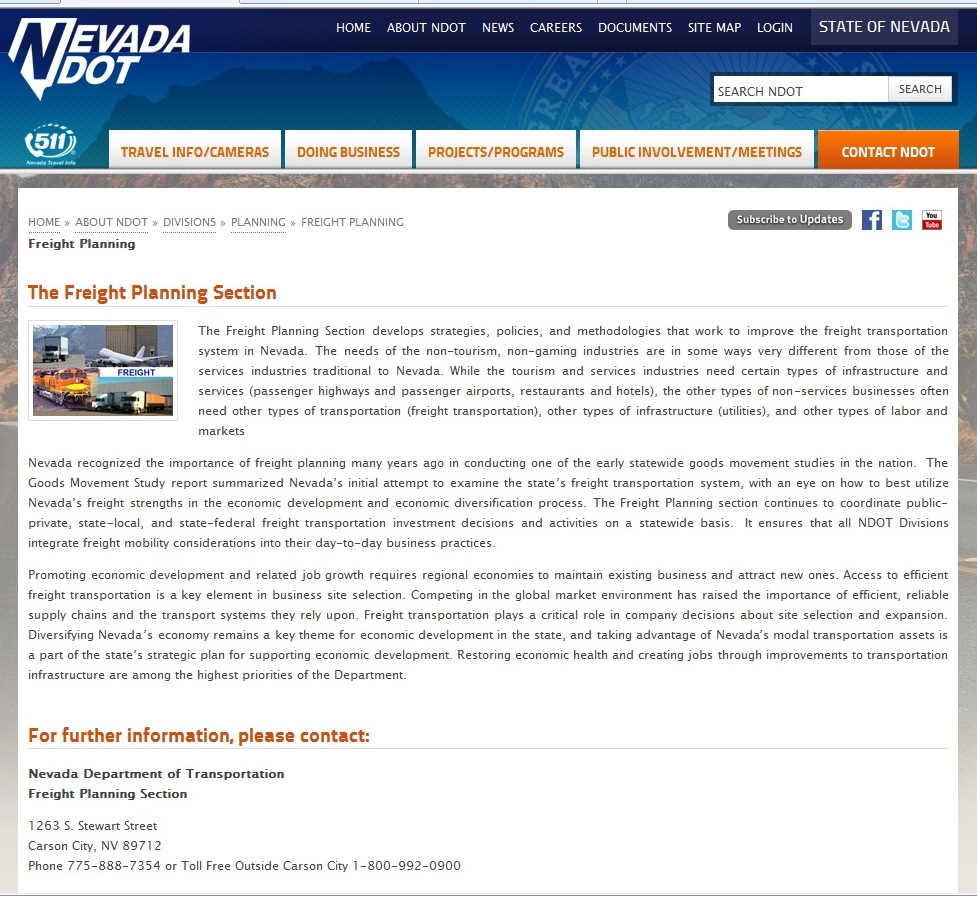 NEVADA
DOT
HOME ABOUT NDOT NEWS CAREERS DOCUMENTS SITE MAP LOGIN STATE OF NEVADA
SEARCH NDOT SEARCH
511
Nevada Travel Info
TRAVEL INFO/CAMERAS DOING BUSINESS PROJECTS/PROGRAMS PUBLIC INVOLVEMENT/MEETINGS CONTACT NDOT
HOME » ABOUT NDOT » DIVISIONS » PLANNING » FREIGHT PLANNING
Subscribe to Updates
You
Tube
Freight Planning
The Freight Planning Section
FREIGHT
The Freight Planning Section develops strategies, policies, and methodologies that work to improve the freight transportation
system in Nevada. The needs of the non-tourism, non-gaming industries are in some ways very different from those of the
services industries traditional to Nevada. While the tourism and services industries need certain types of infrastructure and
services (passenger highways and passenger airports, restaurants and hotels), the other types of non-services businesses often
need other types of transportation (freight transportation), other types of infrastructure (utilities), and other types of labor and
markets
Nevada recognized the importance of freight planning many years ago in conducting one of the early statewide goods movement studies in the nation. The
Goods Movement Study report summarized Nevada's initial attempt to examine the state's freight transportation system, with an eye on how to best utilize
Nevada's freight strengths in the economic development and economic diversification process. The Freight Planning section continues to coordinate public-
private, state-local, and state-federal freight transportation investment decisions and activities on a statewide basis. It ensures that all NDOT Divisions
integrate freight mobility considerations into their day-to-day business practices.
Promoting economic development and related job growth requires regional economies to maintain existing business and attract new ones. Access to efficient
freight transportation is a key element in business site selection. Competing in the global market environment has raised the importance of efficient, reliable
supply chains and the transport systems they rely upon. Freight transportation plays a critical role in company decisions about site selection and expansion.
Diversifying Nevada's economy remains a key theme for economic development in the state, and taking advantage of Nevada's modal transportation assets is
a part of the state's strategic plan for supporting economic development. Restoring economic health and creating jobs through improvements to transportation
infrastructure are among the highest priorities of the Department.
For further information, please contact:
Nevada Department of Transportation
Freight Planning Section
1263 S. Stewart Street
Carson City, NV 89712
Phone 775-888-7354 or Toll Free Outside Carson City 1-800-992-0900